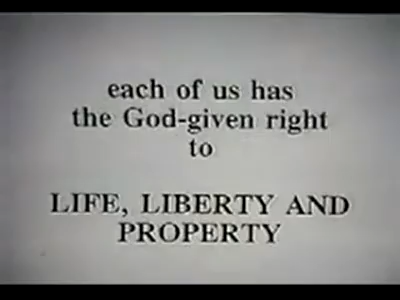 each of us has
the God-given right
to
LIFE, LIBERTY AND
PROPERTY